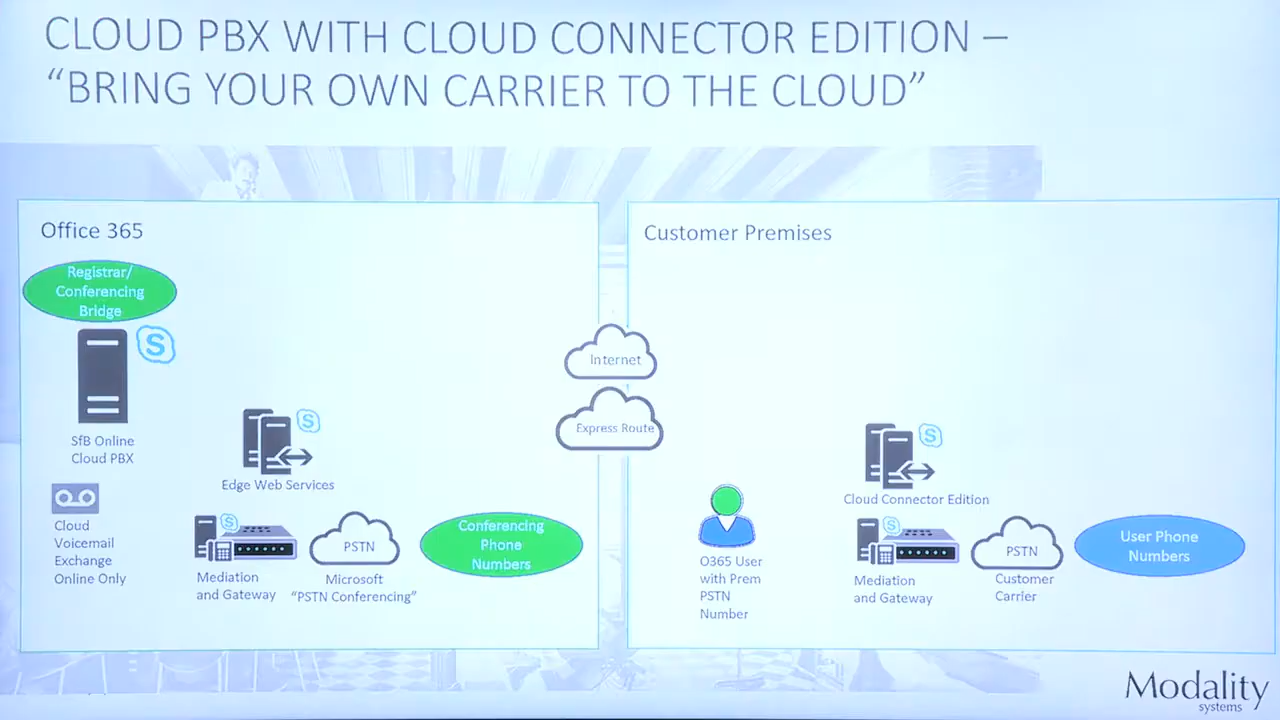 CLOUD PBX WITH CLOUD CONNECTOR EDITION –
“BRING YOUR OWN CARRIER TO THE CLOUD”
Office 365
Registrar/
Conferencing
Bridge
SfB Online
Cloud PBX
Edge Web Services
Cloud
Voicemail
Exchange
Online Only
Mediation
and Gateway
PSTN
Microsoft
“PSTN Conferencing”
Conferencing
Phone
Numbers
Internet
Express Route
Customer Premises
O365 User
with Prem
PSTN
Number
Cloud Connector Edition
Mediation
and Gateway
PSTN
Customer
Carrier
User Phone
Numbers
Modality
systems